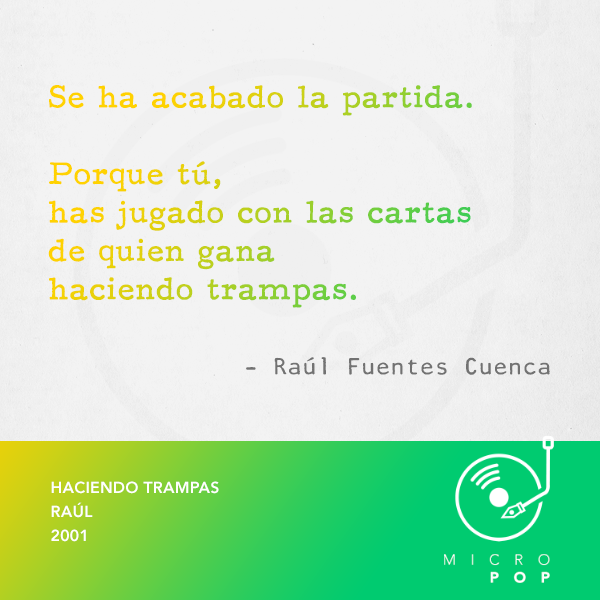 Se ha acabado la partida.
Porque tú,
has jugado con las cartas
de quien gana
haciendo trampas.
- Raúl Fuentes Cuenca
HACIENDO TRAMPAS
RAÚL
2001
MICRO
POP